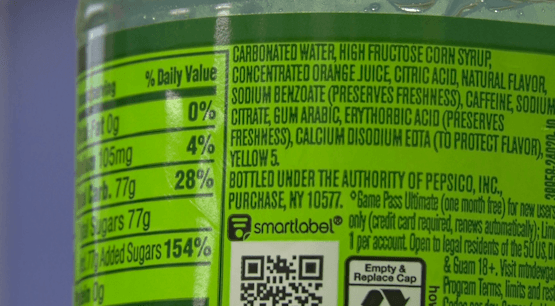 % Daily Value
Fat 0g 0%
105mg 4%
Carb. 77g 28%
Sugars 77g
Added Sugars 154%
0g
CARBONATED WATER, HIGH FRUCTOSE CORN SYRUP,
CONCENTRATED ORANGE JUICE, CITRIC ACID, NATURAL FLAVOR,
SODIUM BENZOATE (PRESERVES FRESHNESS), CAFFEINE, SODIUM
CITRATE, GUM ARABIC, ERYTHORBIC ACID (PRESERVES
FRESHNESS), CALCIUM DISODIUM EDTA (TO PROTECT FLAVOR),
YELLOW 5.
BOTTLED UNDER THE AUTHORITY OF PEPSICO, INC.,
PURCHASE, NY 10577. °Game Pass Ultimate (one month free) for new users
only (credit card required, renews automatically); Limit
1 per account. Open to legal residents of the 50 US,
& Guam 18+. Visit
Program Terms, limits and
smartlabel
Empty &
Replace Cap